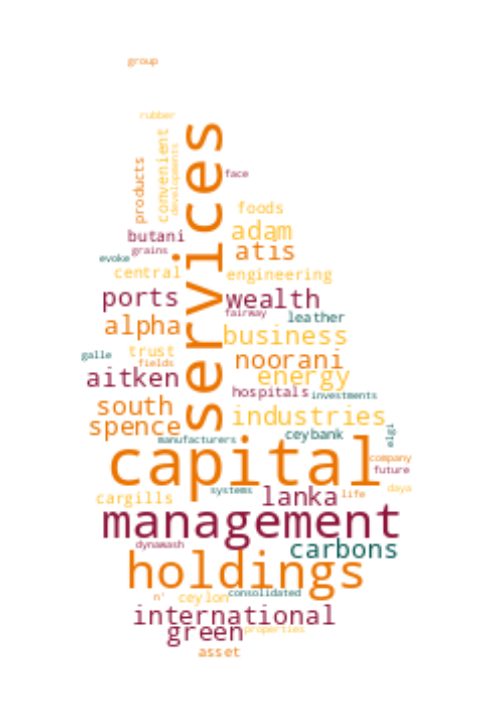 group
rubber
services
convenient
developments
products
face
foods
butani
adam
grains
atis
evoke
central
engineering
ports
wealth
fairway
leather
alpha
business
galle
trust
noorani
fields
aitken
energy
hospitals
investments
south
industries
spence
manufacturers
ceybank
elgi
capital
company
future
systems
lanka
life
daya
cargills
management
dynawash
carbons
holdings
n'
ceylon
consolidated
international
green
properties
asset